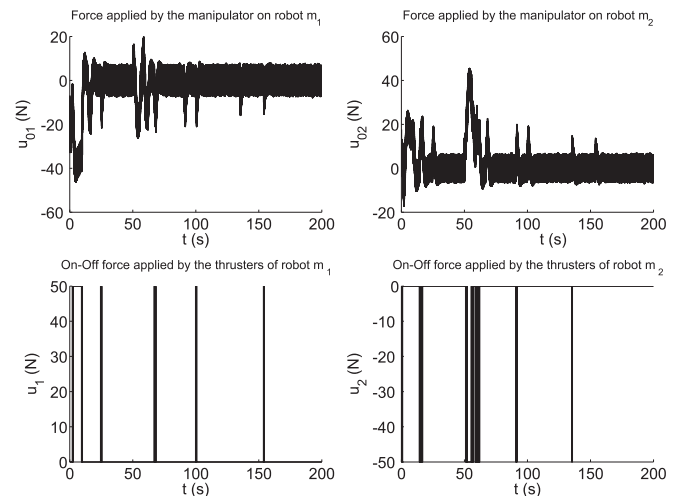 Force applied by the manipulator on robot m1
20
0
-20
-40
-60
0 50 100 150 200
u01 (N)
t (s)
Force applied by the manipulator on robot m2
60
40
20
0
-20
0 50 100 150 200
u02 (N)
t (s)
On-Off force applied by the thrusters of robot m1
50
40
30
20
10
0
0 50 100 150 200
u1 (N)
t (s)
On-Off force applied by the thrusters of robot m2
0
-10
-20
-30
-40
-50
0 50 100 150 200
u2 (N)
t (s)